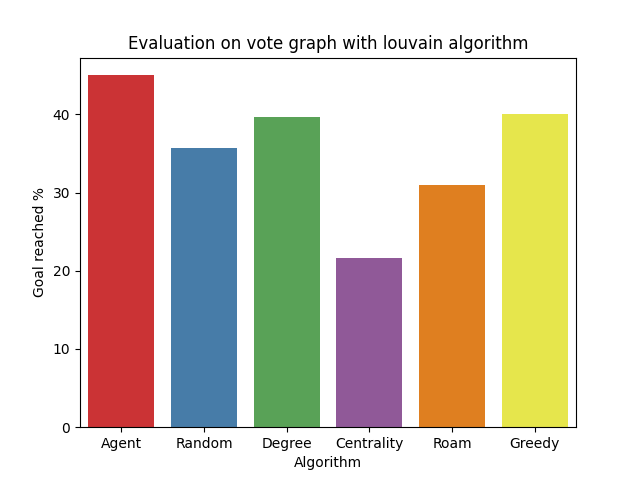 Evaluation on vote graph with louvain algorithm
Goal reached %
40
30
20
10
0
Agent Random Degree Centrality Roam Greedy
Algorithm